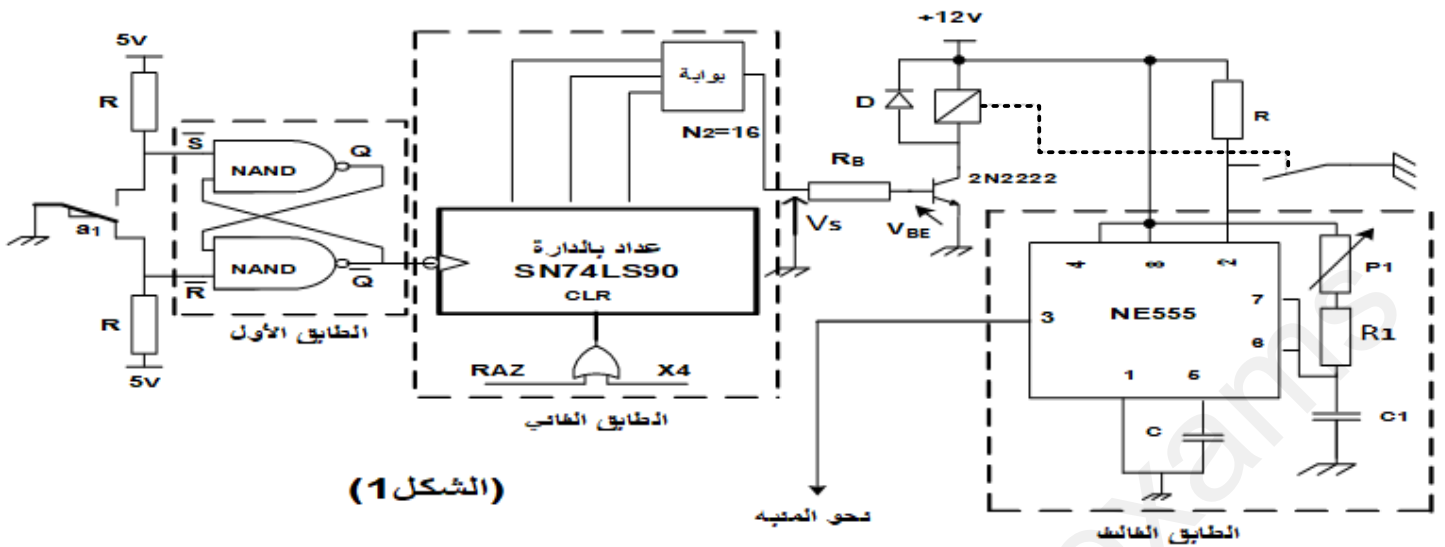 5v
R
S
NAND
Q
a1
NAND
R
Q
R
5v
الطابق الأول
بوابة
N2=16
عداد بالدارة
SN74LS90
CLR
RAZ
X4
الطابق الثاني
+12v
D
RB
2N2222
VS
VBE
R
4
8
2
P1
NE555
7
3
R1
6
1
5
C
C1
نحو المنبه
الطابق الثالث
(الشكل1)
exams